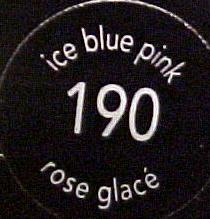 ice blue pink
190
rose glacé